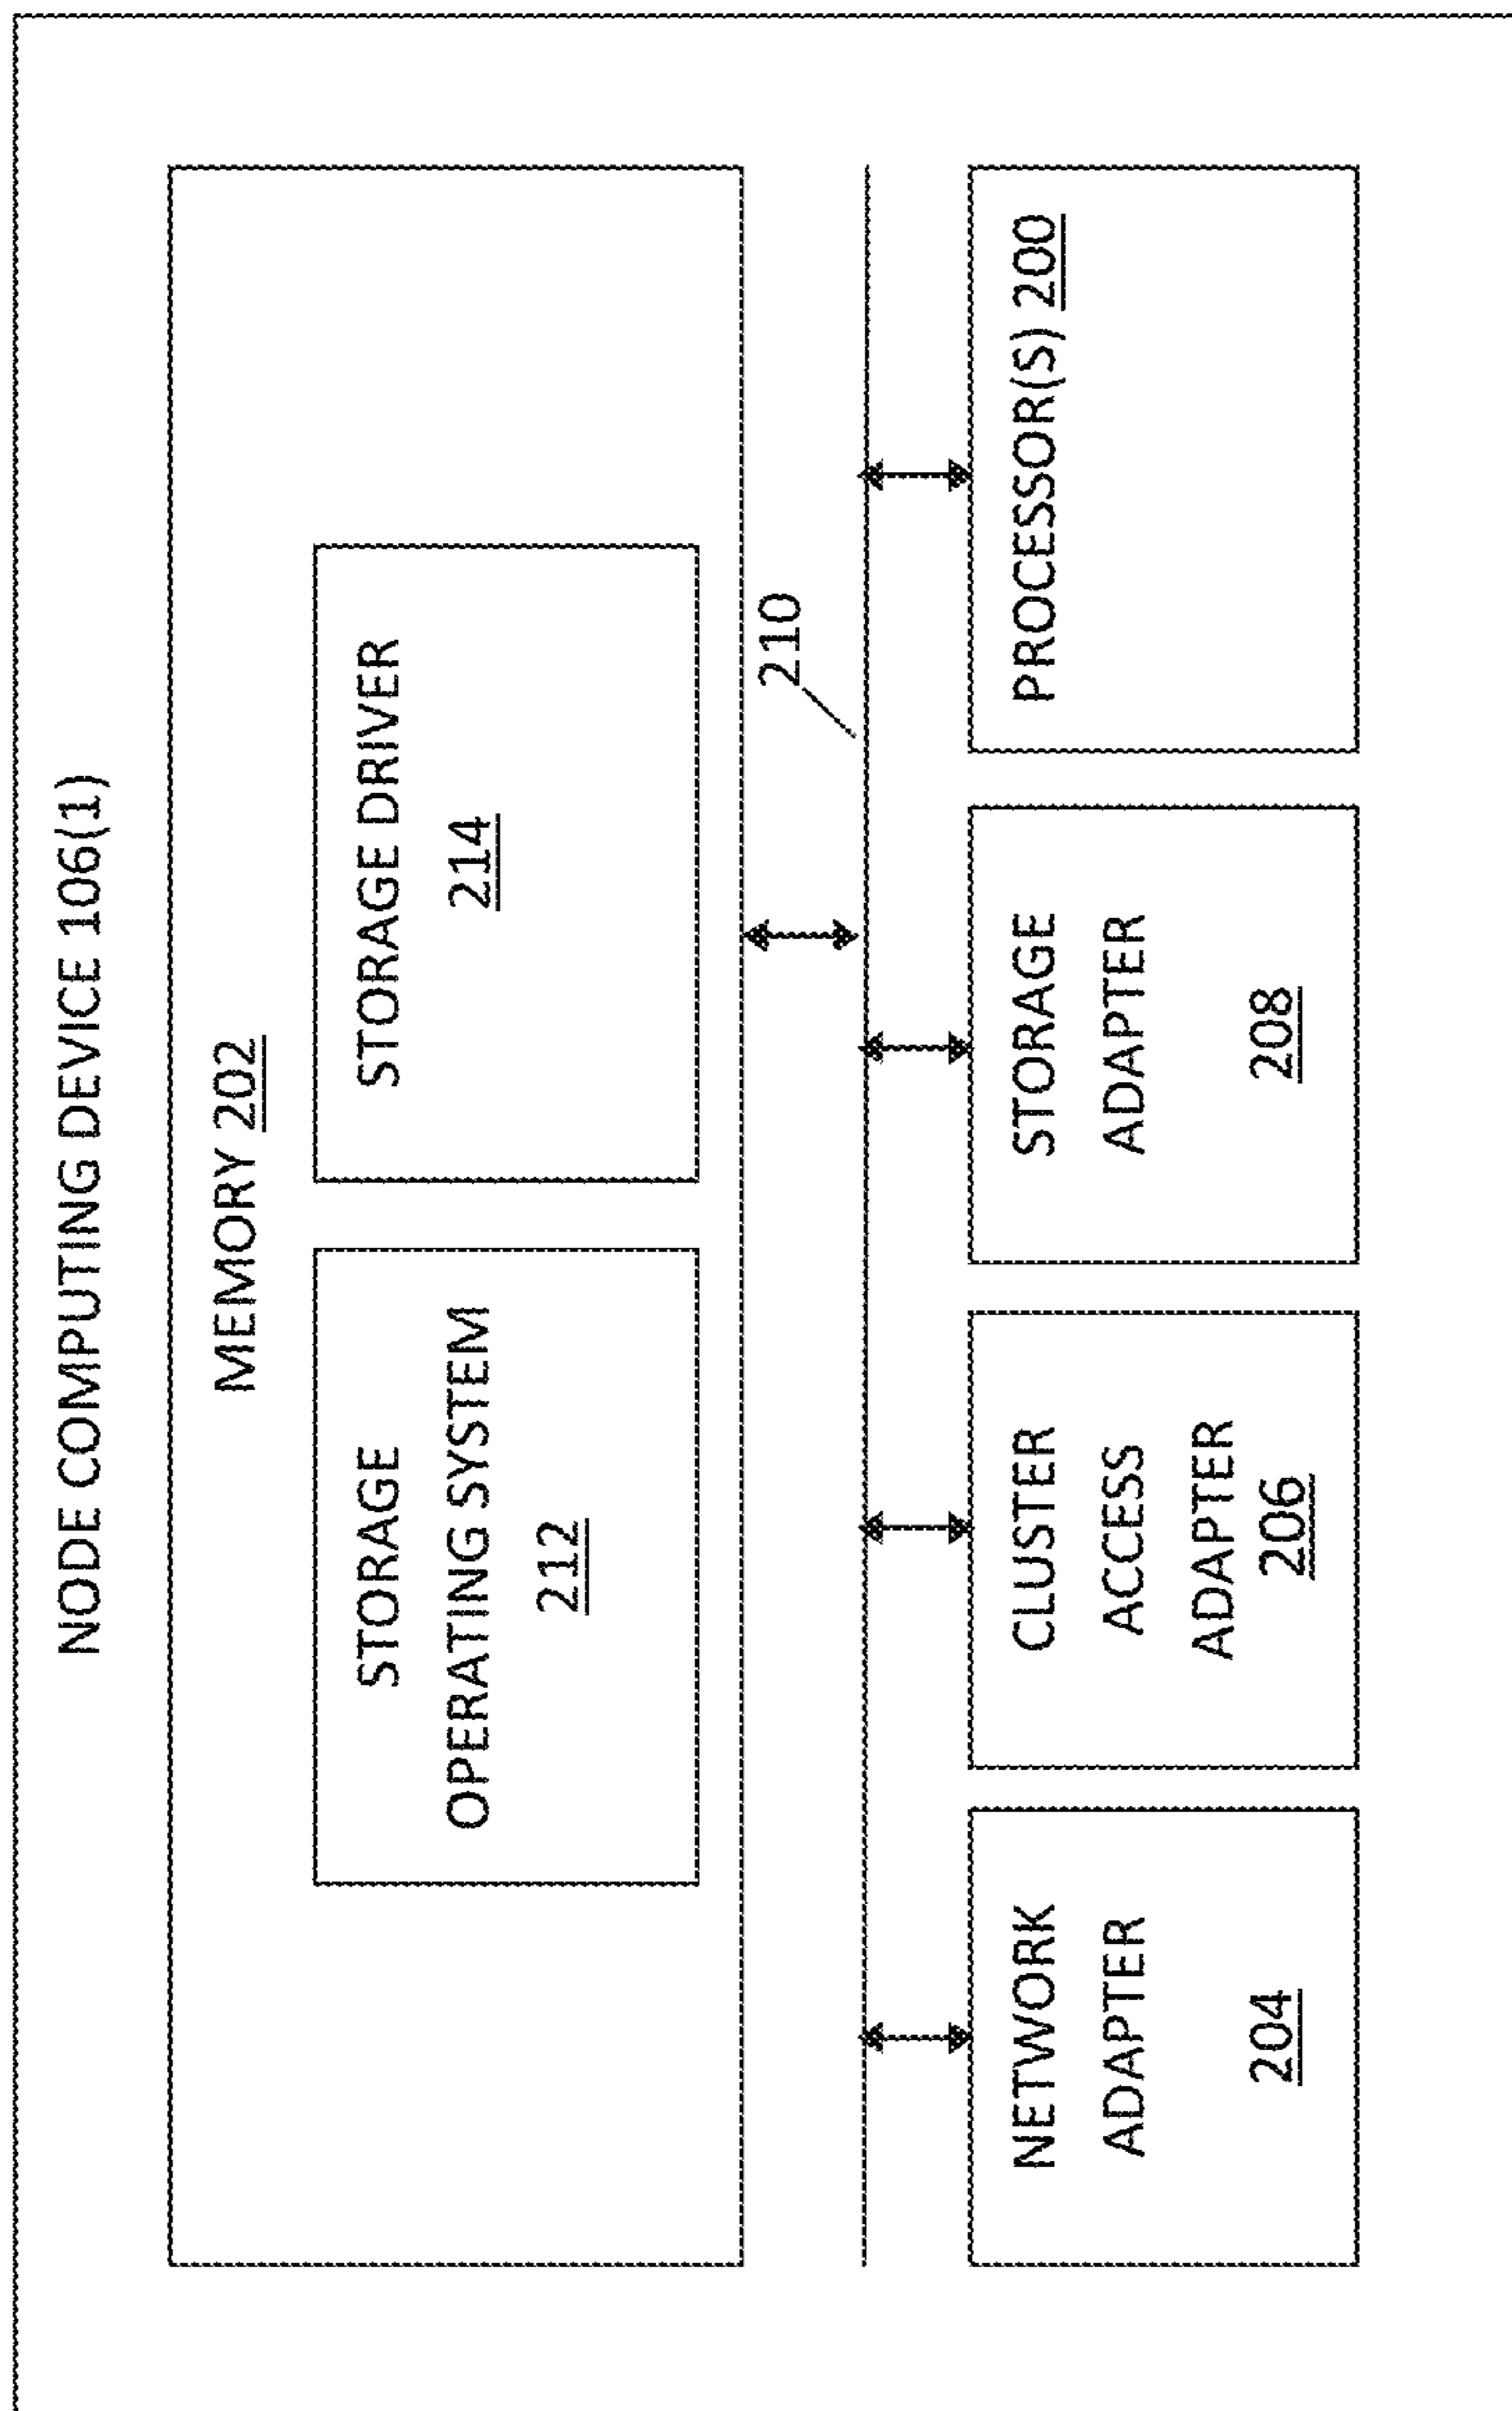 NODE COMPUTING DEVICE 106(1)
MEMORY 202
STORAGE
OPERATING SYSTEM
212
STORAGE DRIVER
214
210
NETWORK
ADAPTER
204
CLUSTER
ACCESS
ADAPTER
206
STORAGE
ADAPTER
208
PROCESSOR(S) 200